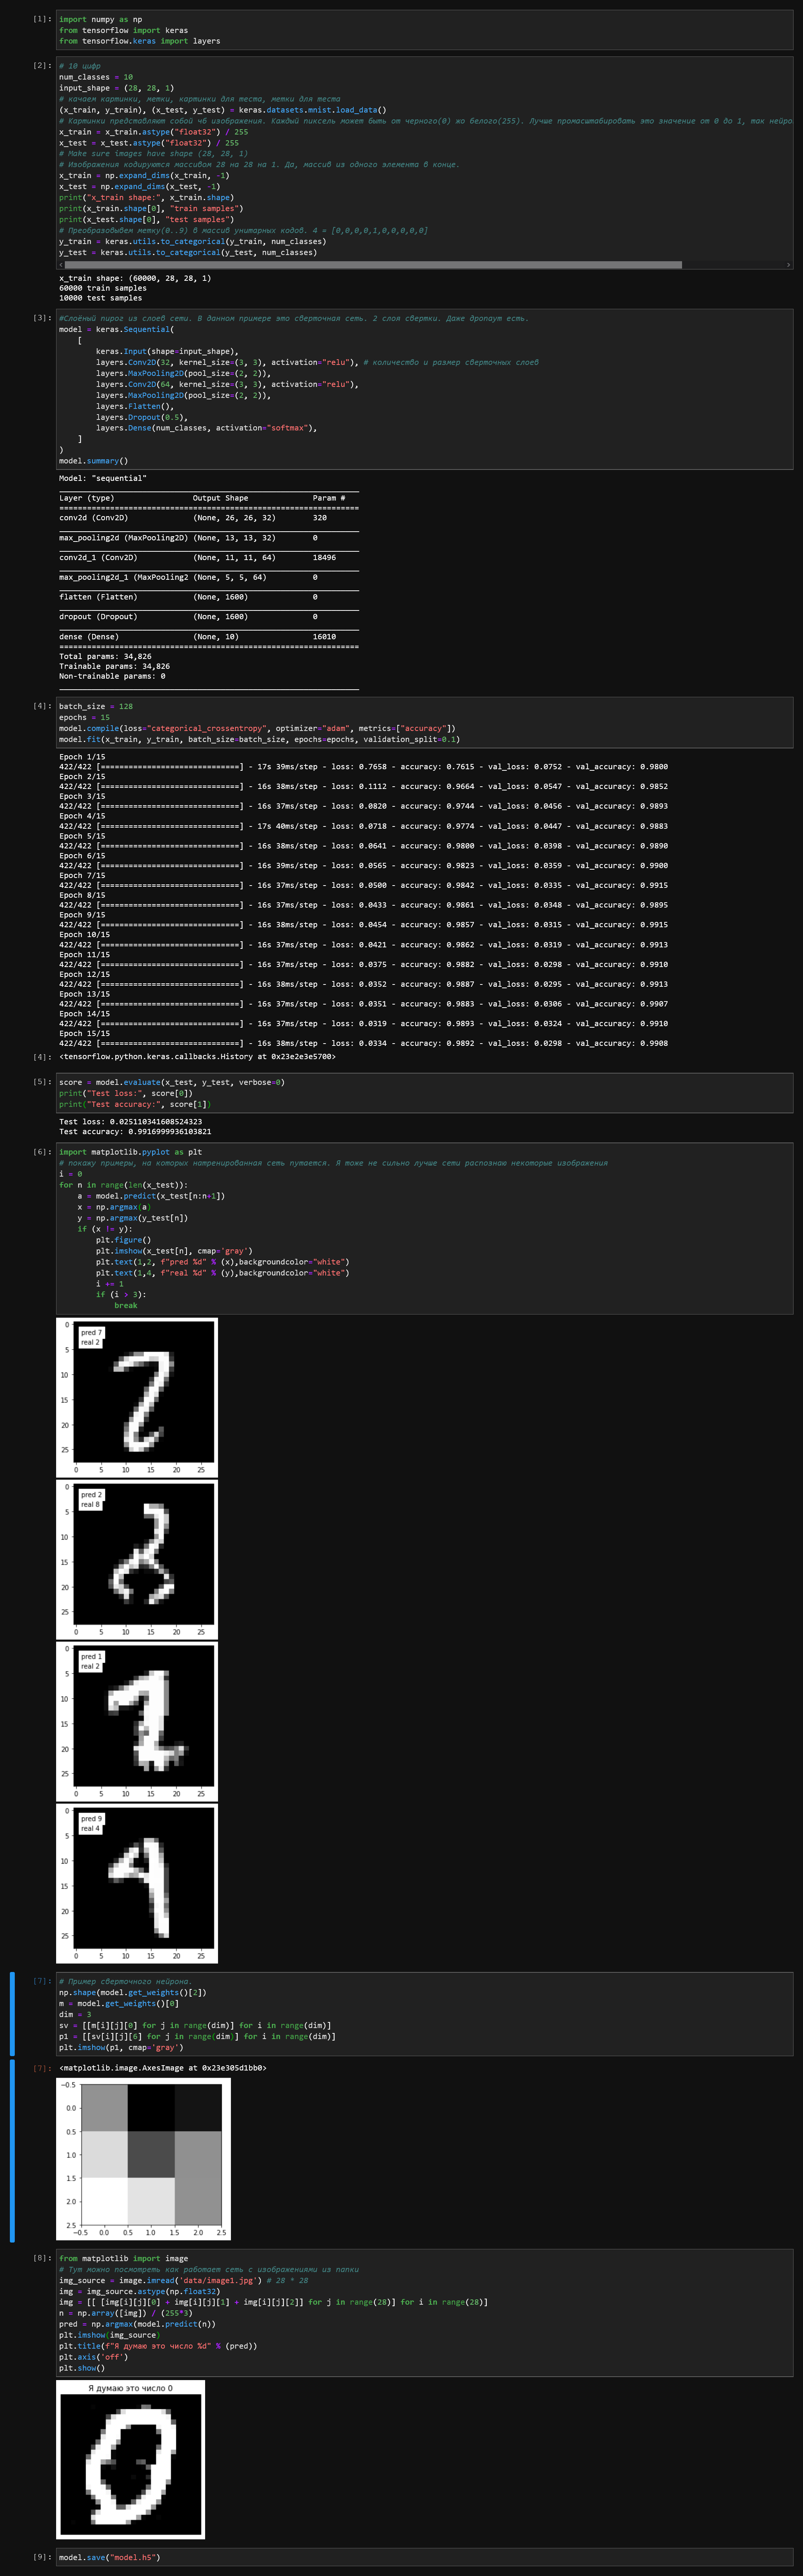 [1]: import numpy as np
from tensorflow import keras
from tensorflow.keras import layers
[2]: # 10 цифр
num_classes = 10
input_shape = (28, 28, 1)
# качаем картинки, метки, картинки для теста, метки для теста
(x_train, y_train), (x_test, y_test) = keras.datasets.mnist.load_data()
# Картинки предстВляет собой чб изображения. Каждый пиксель может быть от черного(0) жо белого(255). Лучше промасштабировать это значение от 0 до 1, так нейро
x_train = x_train.astype("float32") / 255
x_test = x_test.astype("float32") / 255
# Make sure images have shape (28, 28, 1)
# Изображения кодируются массивом 28 на 28 на 1. Да, массив из одного элемента в конце.
x_train = np.expand_dims(x_train, -1)
x_test = np.expand_dims(x_test, -1)
print("x_train shape:", x_train.shape)
print(x_train.shape[0], "train samples")
print(x_test.shape[0], "test samples")
# Преобразовывем метку(0..9) в массив унитарных кодов. 4 = [0,0,0,0,1,0,0,0,0,0]
y_train = keras.utils.to_categorical(y_train, num_classes)
y_test = keras.utils.to_categorical(y_test, num_classes)
x_train shape: (60000, 28, 28, 1)
60000 train samples
10000 test samples
[3]: #Слоёный пирог из слоев сети. В данном примере это сверточная сеть. 2 слоя свертки. Даже дропаут есть.
model = keras.Sequential(
[
keras.Input(shape=input_shape),
layers.Conv2D(32, kernel_size=(3, 3), activation="relu"), # количество и размер сверточных слоев
layers.MaxPooling2D(pool_size=(2, 2)),
layers.Conv2D(64, kernel_size=(3, 3), activation="relu"),
layers.MaxPooling2D(pool_size=(2, 2)),
layers.Flatten(),
layers.Dropout(0.5),
layers.Dense(num_classes, activation="softmax"),
]
)
model.summary()
Model: "sequential"
Layer (type) Output Shape Param #
conv2d (Conv2D) (None, 26, 26, 32) 320
max_pooling2d (MaxPooling2D) (None, 13, 13, 32) 0
conv2d_1 (Conv2D) (None, 11, 11, 64) 18496
max_pooling2d_1 (MaxPooling2 (None, 5, 5, 64) 0
flatten (Flatten) (None, 1600) 0
dropout (Dropout) (None, 1600) 0
dense (Dense) (None, 10) 16010
Total params: 34,826
Trainable params: 34,826
Non-trainable params: 0
[4]: batch_size = 128
epochs = 15
model.compile(loss="categorical_crossentropy", optimizer="adam", metrics=["accuracy"])
model.fit(x_train, y_train, batch_size=batch_size, epochs=epochs, validation_split=0.1)
Epoch 1/15
422/422 [==============================] - 17s 39ms/step - loss: 0.7658 - accuracy: 0.7615 - val_loss: 0.0752 - val_accuracy: 0.9800
Epoch 2/15
422/422 [==============================] - 16s 38ms/step - loss: 0.1112 - accuracy: 0.9664 - val_loss: 0.0547 - val_accuracy: 0.9852
Epoch 3/15
422/422 [==============================] - 16s 37ms/step - loss: 0.0820 - accuracy: 0.9744 - val_loss: 0.0456 - val_accuracy: 0.9893
Epoch 4/15
422/422 [==============================] - 17s 40ms/step - loss: 0.0718 - accuracy: 0.9774 - val_loss: 0.0447 - val_accuracy: 0.9883
Epoch 5/15
422/422 [==============================] - 16s 38ms/step - loss: 0.0641 - accuracy: 0.9800 - val_loss: 0.0398 - val_accuracy: 0.9890
Epoch 6/15
422/422 [==============================] - 16s 39ms/step - loss: 0.0565 - accuracy: 0.9823 - val_loss: 0.0359 - val_accuracy: 0.9900
Epoch 7/15
422/422 [==============================] - 16s 37ms/step - loss: 0.0500 - accuracy: 0.9842 - val_loss: 0.0335 - val_accuracy: 0.9915
Epoch 8/15
422/422 [==============================] - 16s 37ms/step - loss: 0.0433 - accuracy: 0.9861 - val_loss: 0.0348 - val_accuracy: 0.9895
Epoch 9/15
422/422 [==============================] - 16s 38ms/step - loss: 0.0454 - accuracy: 0.9857 - val_loss: 0.0315 - val_accuracy: 0.9915
Epoch 10/15
422/422 [==============================] - 16s 37ms/step - loss: 0.0421 - accuracy: 0.9862 - val_loss: 0.0319 - val_accuracy: 0.9913
Epoch 11/15
422/422 [==============================] - 16s 37ms/step - loss: 0.0375 - accuracy: 0.9882 - val_loss: 0.0298 - val_accuracy: 0.9910
Epoch 12/15
422/422 [==============================] - 16s 38ms/step - loss: 0.0352 - accuracy: 0.9887 - val_loss: 0.0295 - val_accuracy: 0.9913
Epoch 13/15
422/422 [==============================] - 16s 37ms/step - loss: 0.0351 - accuracy: 0.9883 - val_loss: 0.0306 - val_accuracy: 0.9907
Epoch 14/15
422/422 [==============================] - 16s 37ms/step - loss: 0.0319 - accuracy: 0.9893 - val_loss: 0.0324 - val_accuracy: 0.9910
Epoch 15/15
422/422 [==============================] - 16s 38ms/step - loss: 0.0334 - accuracy: 0.9892 - val_loss: 0.0298 - val_accuracy: 0.9908
[4]: <tensorflow.python.keras.callbacks.History at 0x23e2e3e5700>
[5]: score = model.evaluate(x_test, y_test, verbose=0)
print("Test loss:", score[0])
print("Test accuracy:", score[1])
Test loss: 0.025110341608524323
Test accuracy: 0.9916999936103821
[6]: import matplotlib.pyplot as plt
# покажу примеры, на которых натренированная сеть путается. Я тоже не сильно лучше сети распознаю некоторые изображения
i = 0
for n in range(len(x_test)):
a = model.predict(x_test[n:n+1])
x = np.argmax(a)
y = np.argmax(y_test[n])
if (x != y):
plt.figure()
plt.imshow(x_test[n], cmap='gray')
plt.text(1,2, f"pred %d" % (x),backgroundcolor="white")
plt.text(1,4, f"real %d" % (y),backgroundcolor="white")
i += 1
if (i > 3):
break
0
pred 7
real 2
5
10
15
20
25
0 5 10 15 20 25
0
pred 2
real 8
5
10
15
20
25
0 5 10 15 20 25
0
pred 1
real 2
5
10
15
20
25
0 5 10 15 20 25
0
pred 9
real 4
5
10
15
20
25
0 5 10 15 20 25
[7]: # Пример сверточного нейрона.
np.shape(model.get_weights()[2])
m = model.get_weights()[0]
dim = 3
sv = [[m[i][j][0] for j in range(dim)] for i in range(dim)]
p1 = [[sv[i][j][6] for j in range(dim)] for i in range(dim)]
plt.imshow(p1, cmap='gray')
[7]: <matplotlib.image.AxesImage at 0x23e305d1bb0>
−0.5
0.0
0.5
1.0
1.5
2.0
2.5
−0.5 0.0 0.5 1.0 1.5 2.0 2.5
[8]: from matplotlib import image
# Тут можно посмотреть как работает сеть с изображениями из папки
img_source = image.imread('data/image1.jpg') # 28 * 28
img = img_source.astype(np.float32)
img = [[ [img[i][j][0] + img[i][j][1] + img[i][j][2]] for j in range(28)] for i in range(28)]
n = np.array([img]) / (255*3)
pred = np.argmax(model.predict(n))
plt.imshow(img_source)
plt.title(f"Я думаю это число %d" % (pred))
plt.axis('off')
plt.show()
Я думаю это число 0
[9]: model.save("model.h5")